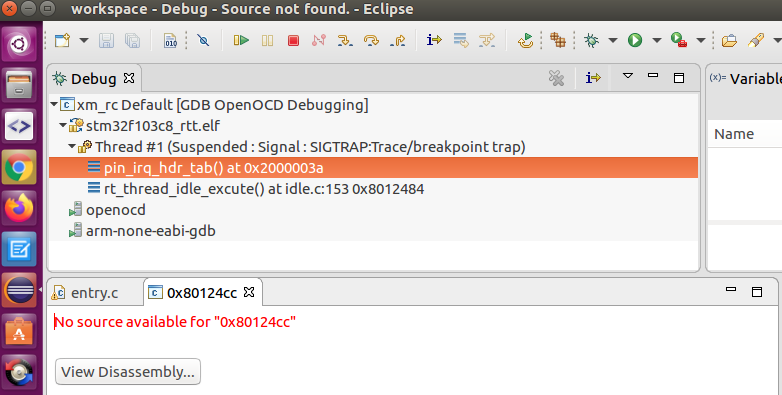 workspace - Debug - Source not found. - Eclipse
010
Debug
(x)= Variable
xm_rc Default [GDB OpenOCD Debugging]
stm32f103c8_rtt.elf
Thread #1 (Suspended : Signal : SIGTRAP:Trace/breakpoint trap)
Name
pin_irq_hdr_tab() at 0x2000003a
rt_thread_idle_excute() at idle.c:153 0x8012484
openocd
arm-none-eabi-gdb
entry.c
0x80124cc
No source available for "0x80124cc"
View Disassembly...